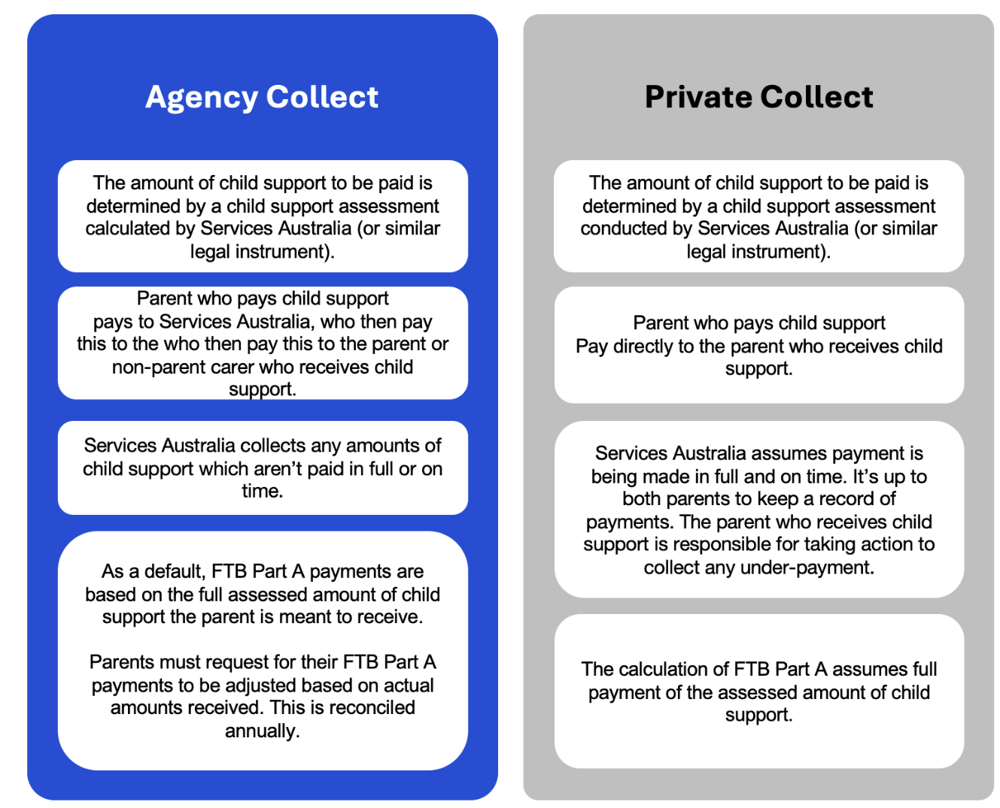 Agency Collect
The amount of child support to be paid is
determined by a child support assessment
calculated by Services Australia (or similar
legal instrument).
Parent who pays child support
pays to Services Australia, who then pay
this to the who then pay this to the parent or
non-parent carer who receives child
support.
Services Australia collects any amounts of
child support which aren’t paid in full or on
time.
As a default, FTB Part A payments are
based on the full assessed amount of child
support the parent is meant to receive.
Parents must request for their FTB Part A
payments to be adjusted based on actual
amounts received. This is reconciled
annually.
Private Collect
The amount of child support to be paid is
determined by a child support assessment
conducted by Services Australia (or similar
legal instrument).
Parent who pays child support
Pay directly to the parent who receives child
support.
Services Australia assumes payment is
being made in full and on time. It’s up to
both parents to keep a record of
payments. The parent who receives child
support is responsible for taking action to
collect any under-payment.
The calculation of FTB Part A assumes full
payment of the assessed amount of child
support.